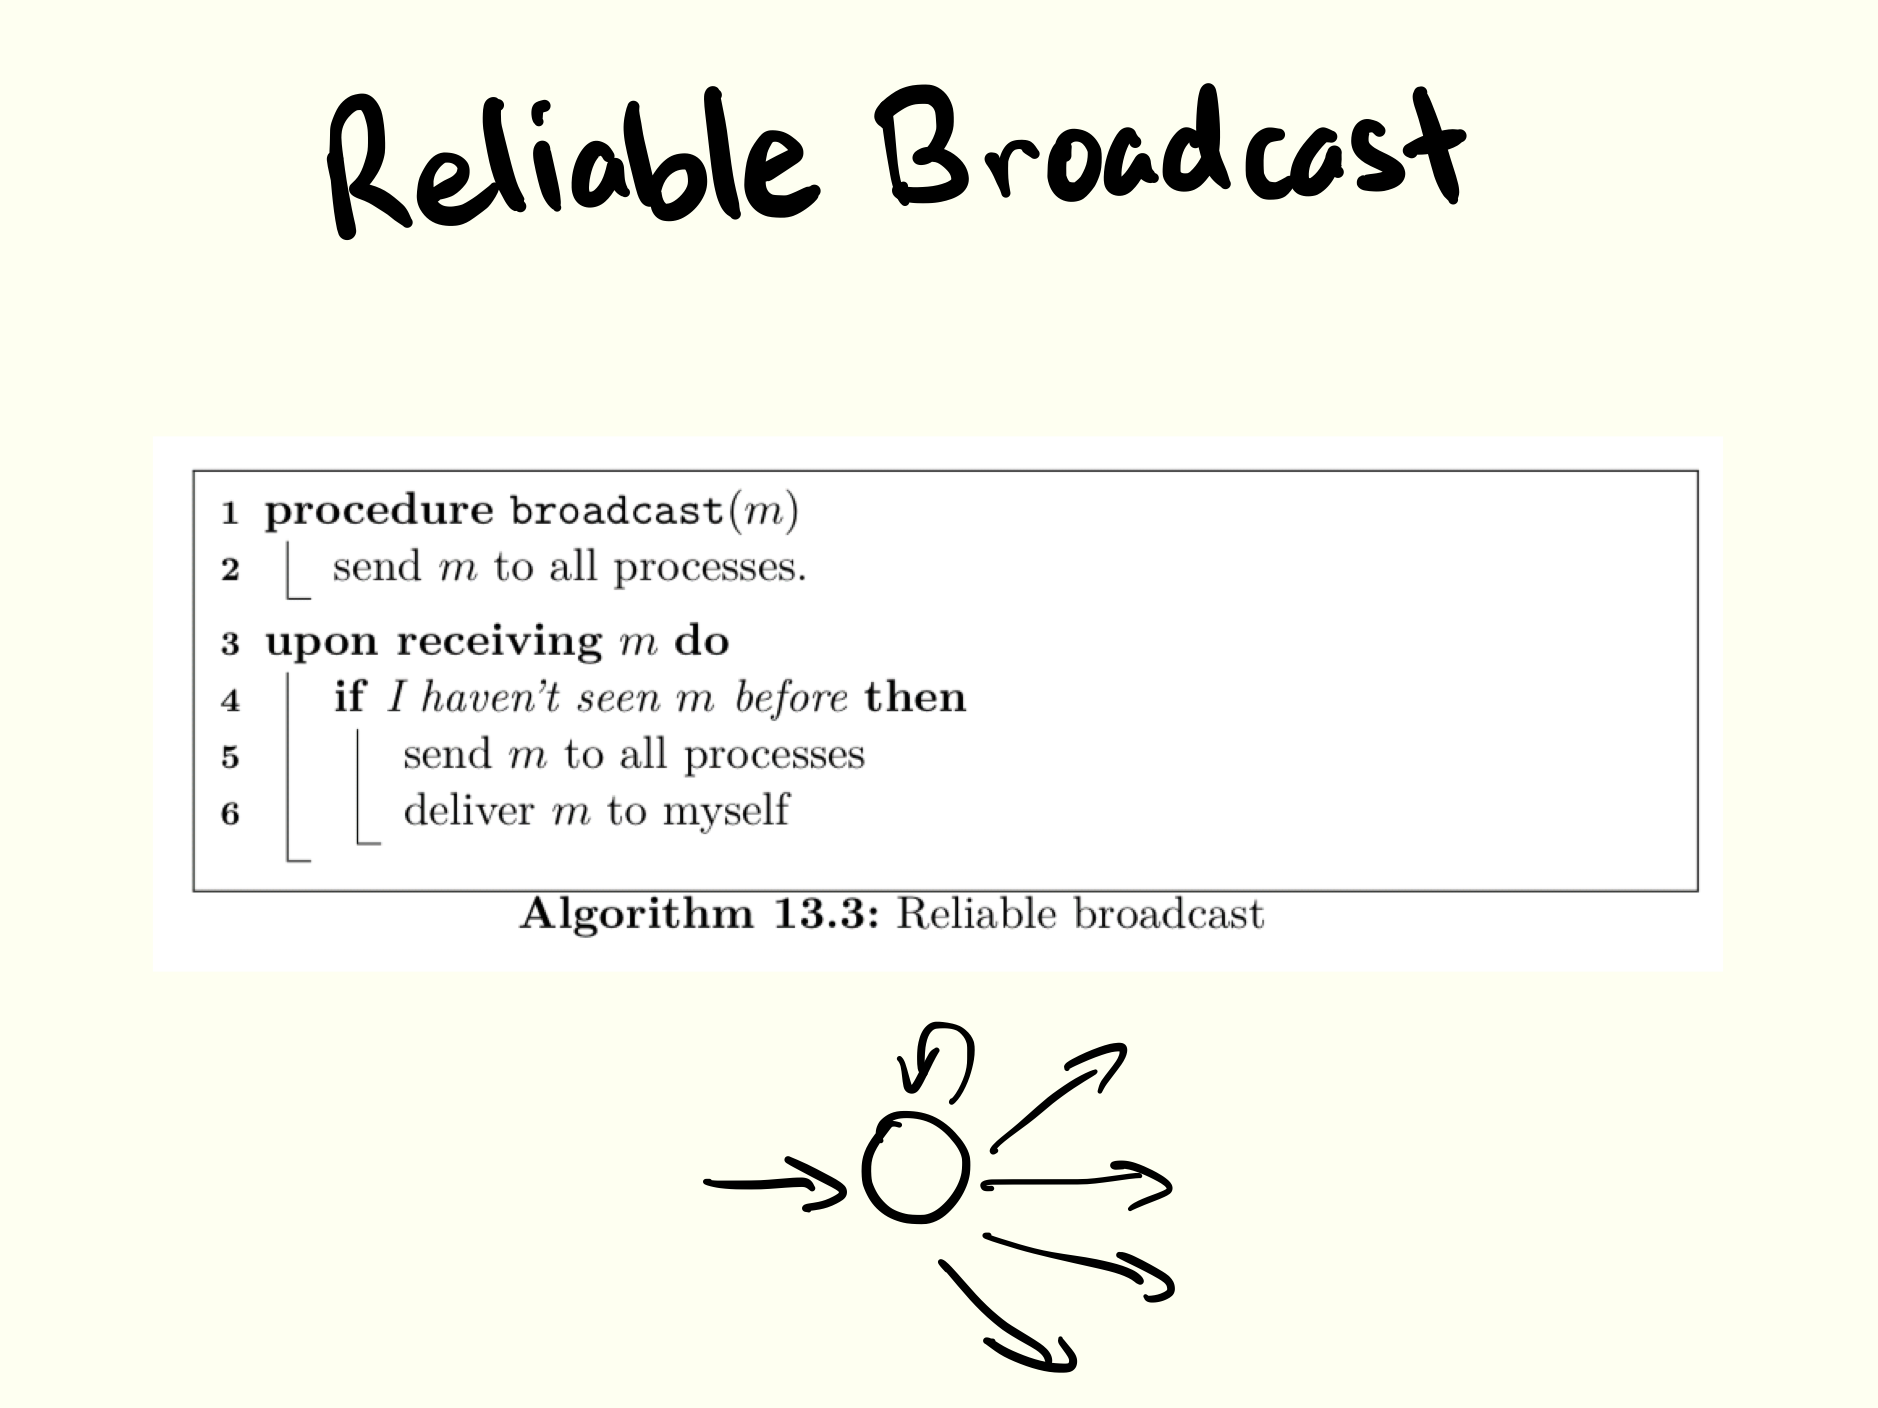 Reliable Broadcast
1 procedure broadcast(m)
2 send m to all processes.
3 upon receiving m do
4 if I haven't seen m before then
5 send m to all processes
6 deliver m to myself
Algorithm 13.3: Reliable broadcast